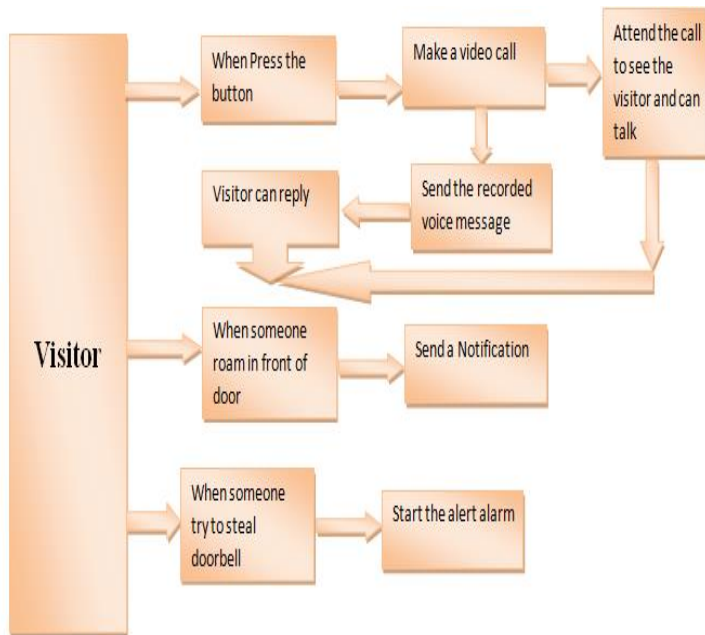 When Press the
button
Make a video call
Attend the call
to see the
visitor and can
talk
Visitor can reply
Send the recorded
voice message
Visitor
When someone
roam in front of
door
Send a Notification
When someone
try to steal
doorbell
Start the alert alarm